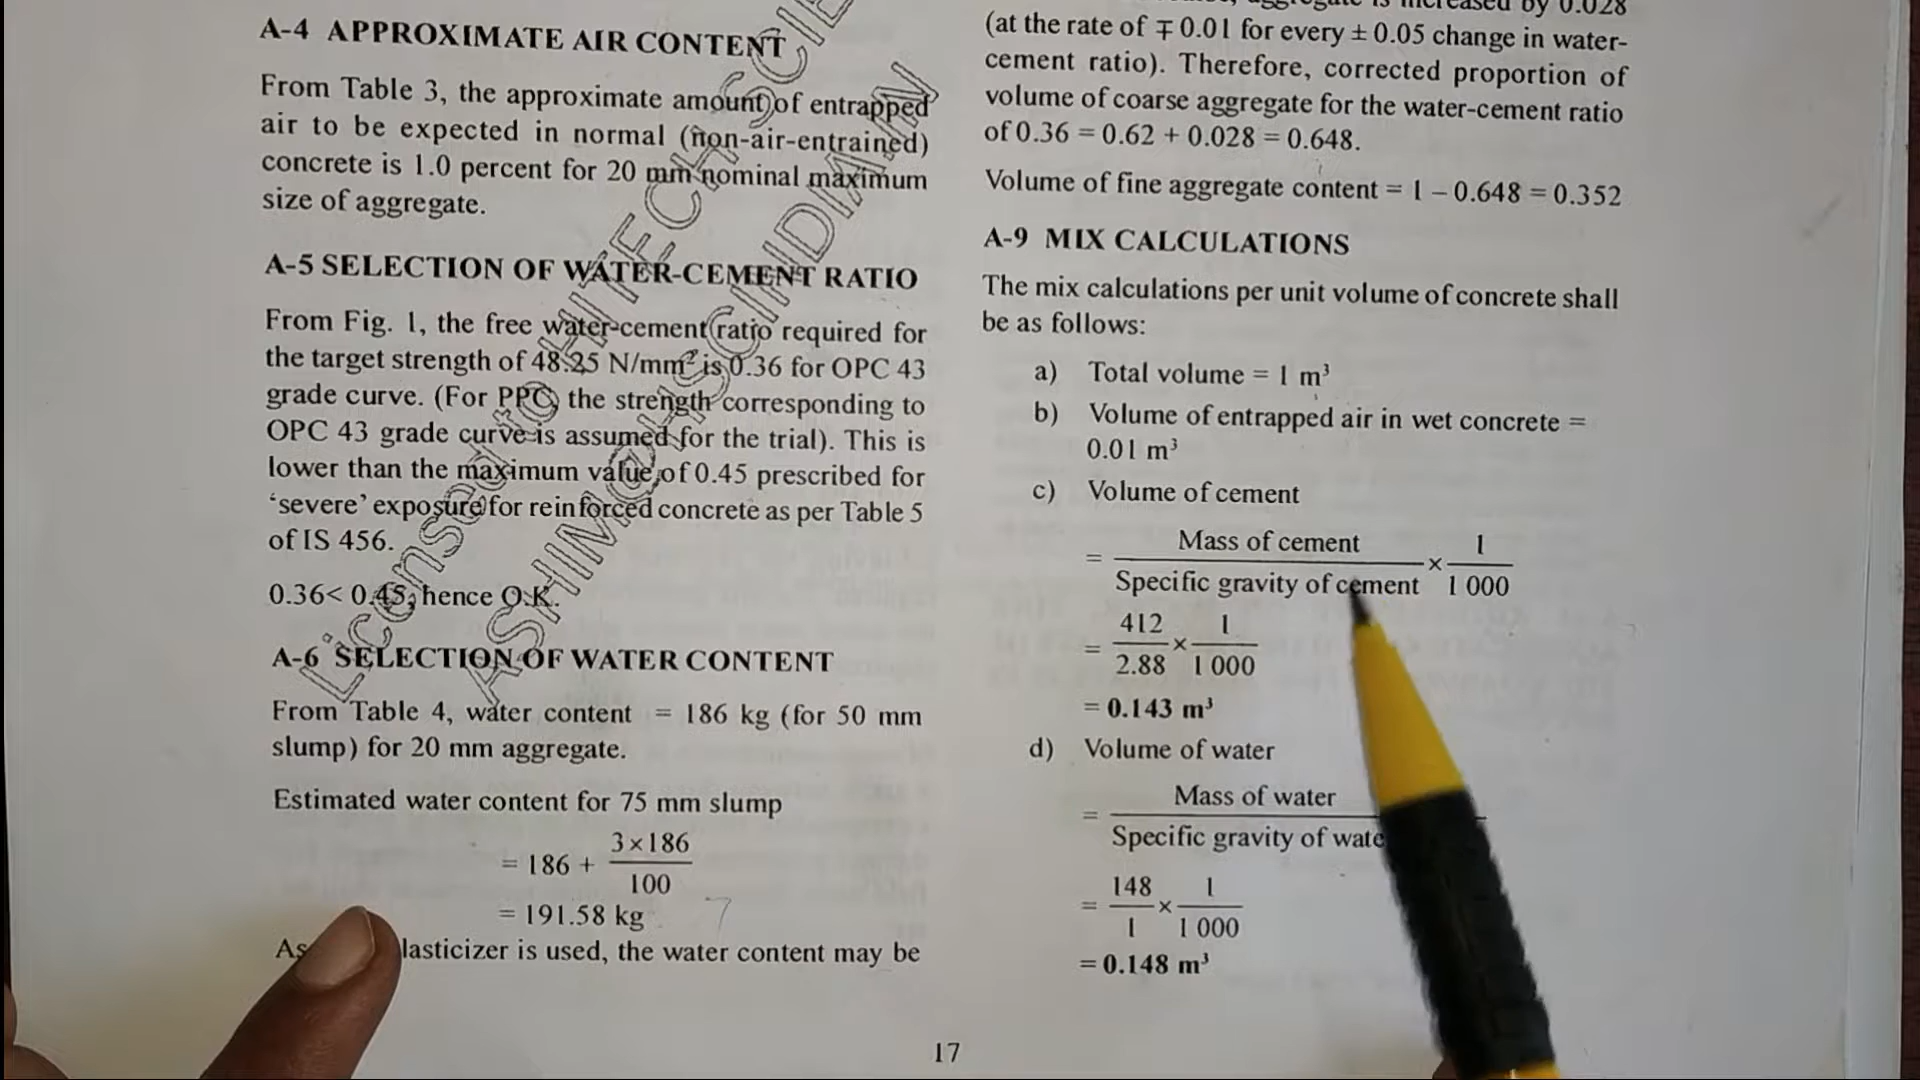 A-4 APPROXIMATE AIR CONTENT
From Table 3, the approximate amount of entrapped
air to be expected in normal (non-air-entrained)
concrete is 1.0 percent for 20 mm nominal maximum
size of aggregate.
A-5 SELECTION OF WATER-CEMENT RATIO
From Fig. 1, the free water-cement ratio required for
the target strength of 48.25 N/mm² is 0.36 for OPC 43
grade curve. (For PPC, the strength corresponding to
OPC 43 grade curve is assumed for the trial). This is
lower than the maximum value of 0.45 prescribed for
‘severe’ exposure for reinforced concrete as per Table 5
of IS 456.
0.36< 0.45, hence O.K.
A-6 SELECTION OF WATER CONTENT
From Table 4, water content = 186 kg (for 50 mm
slump) for 20 mm aggregate.
Estimated water content for 75 mm slump
= 186 + 3×186
100
= 191.58 kg
As lasticizer is used, the water content may be
aggregate is increased by 0.028
(at the rate of ∓ 0.01 for every ± 0.05 change in water-
cement ratio). Therefore, corrected proportion of
volume of coarse aggregate for the water-cement ratio
of 0.36 = 0.62 + 0.028 = 0.648.
Volume of fine aggregate content = 1 – 0.648 = 0.352
A-9 MIX CALCULATIONS
The mix calculations per unit volume of concrete shall
be as follows:
a) Total volume = 1 m³
b) Volume of entrapped air in wet concrete =
0.01 m³
c) Volume of cement
= Mass of cement × 1
Specific gravity of cement 1 000
= 412 × 1
2.88 1 000
= 0.143 m³
d) Volume of water
= Mass of water
Specific gravity of wate
= 148 × 1
1 1 000
= 0.148 m³
17